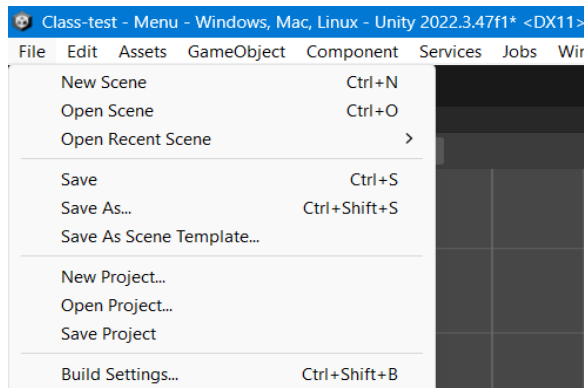 Class-test - Menu - Windows, Mac, Linux - Unity 2022.3.47f1* <DX11>
File Edit Assets GameObject Component Services Jobs
New Scene Ctrl+N
Open Scene Ctrl+O
Open Recent Scene >
Save Ctrl+S
Save As... Ctrl+Shift+S
Save As Scene Template...
New Project...
Open Project...
Save Project
Build Settings... Ctrl+Shift+B